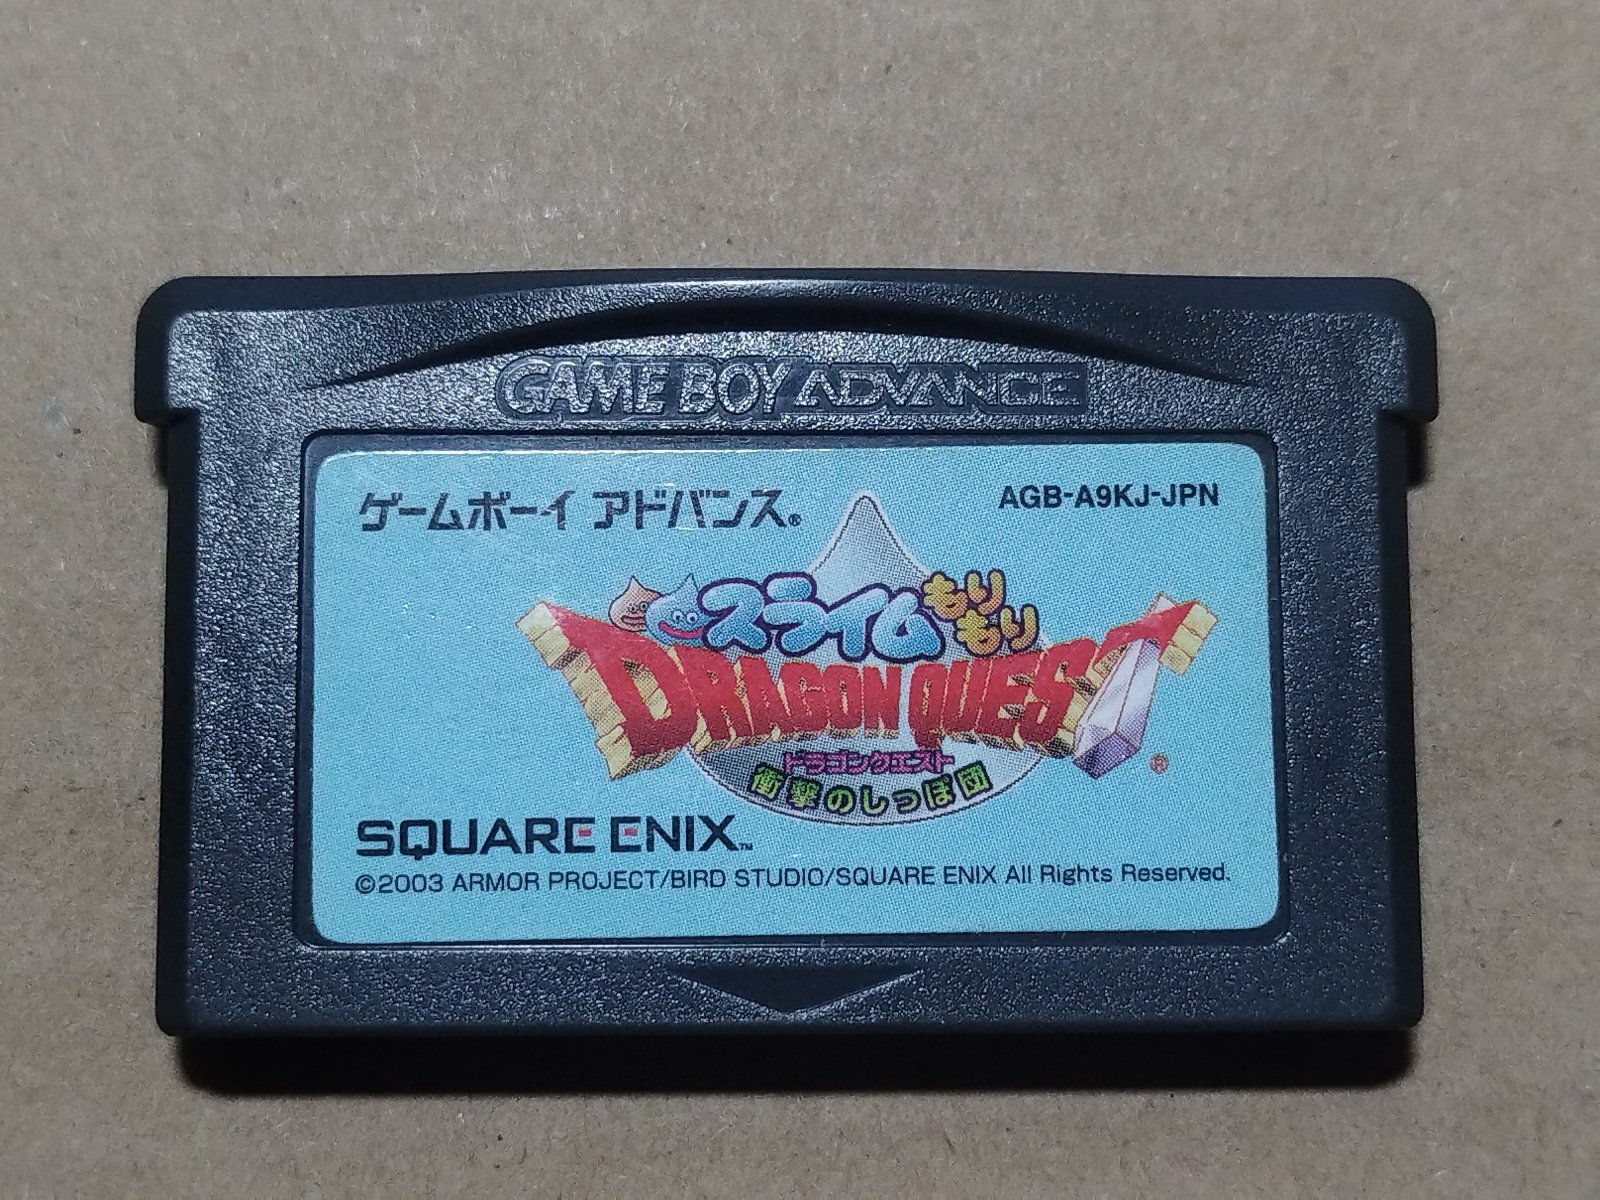 GAME BOY ADVANCE
ゲームボーイ アドバンス®
AGB-A9KJ-JPN
スライムもりもり
DRAGON QUEST®
ドラゴンクエスト
衝撃のしっぽ団
SQUARE ENIX™
©2003 ARMOR PROJECT/BIRD STUDIO/SQUARE ENIX All Rights Reserved.